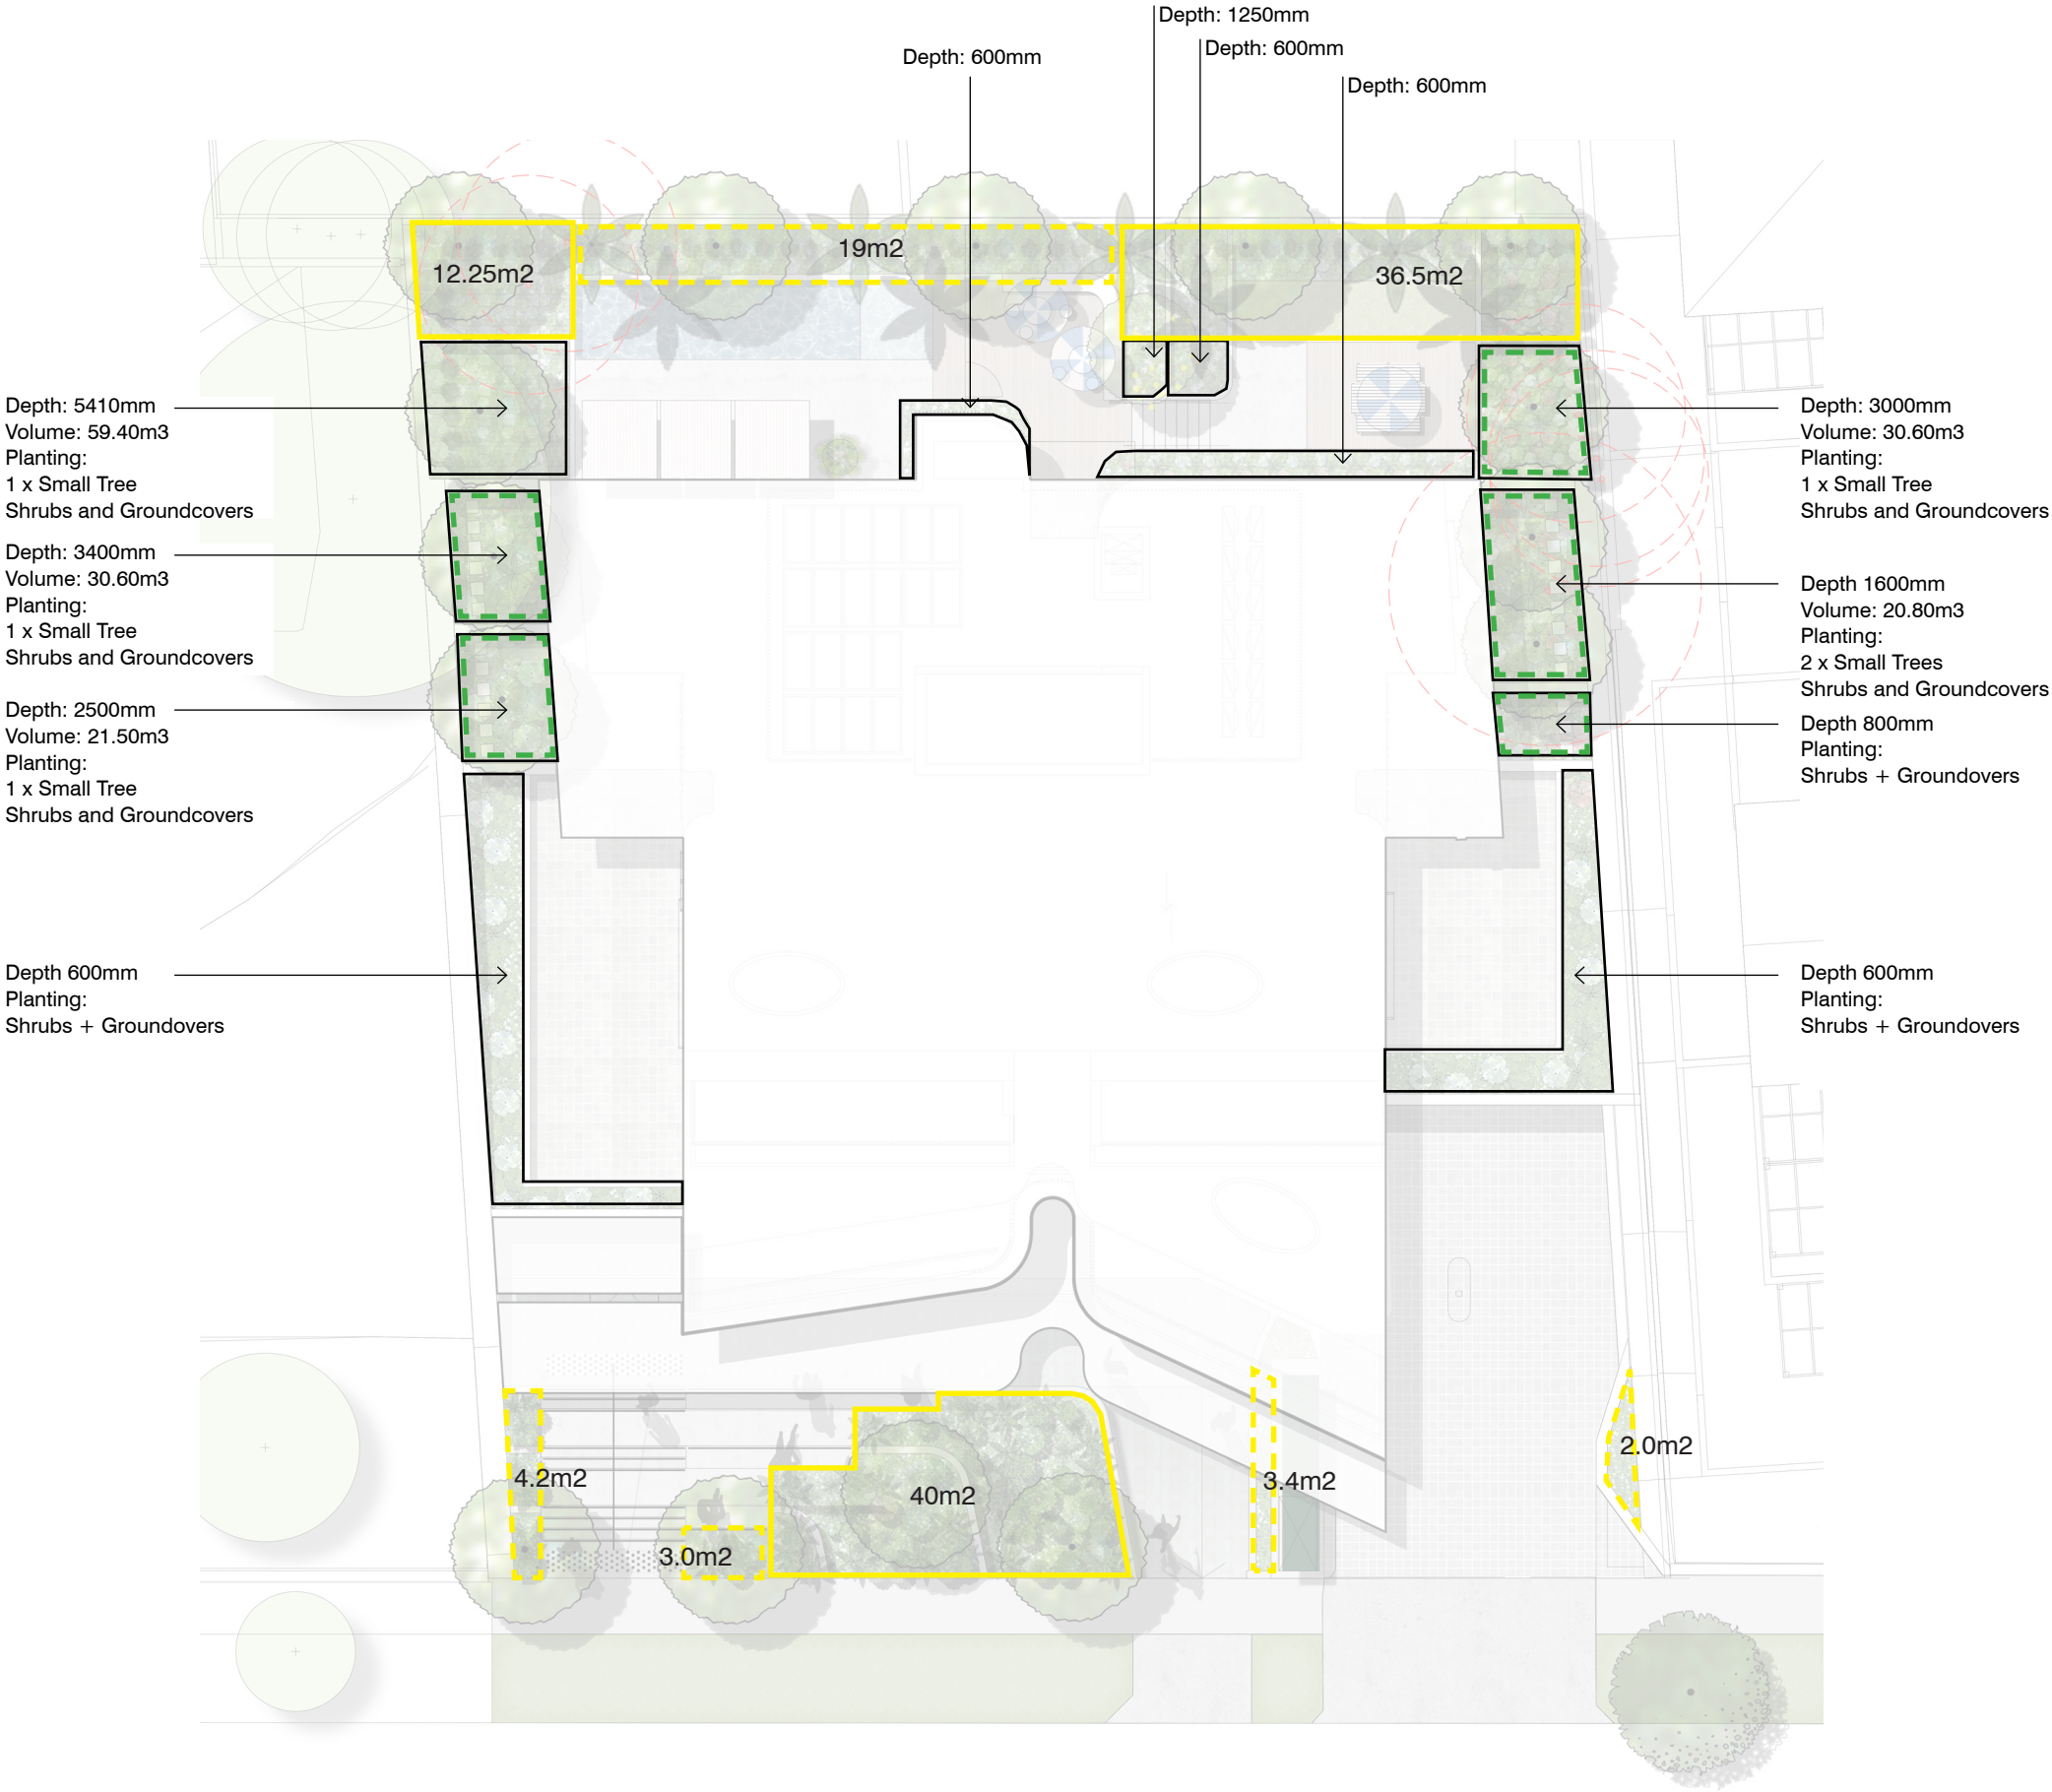 Depth: 1250mm
Depth: 600mm
Depth: 600mm
Depth: 600mm
12.25m2
19m2
36.5m2
Depth: 5410mm
Volume: 59.40m3
Planting:
1 x Small Tree
Shrubs and Groundcovers
Depth: 3400mm
Volume: 30.60m3
Planting:
1 x Small Tree
Shrubs and Groundcovers
Depth: 2500mm
Volume: 21.50m3
Planting:
1 x Small Tree
Shrubs and Groundcovers
Depth 600mm
Planting:
Shrubs + Groundovers
Depth: 3000mm
Volume: 30.60m3
Planting:
1 x Small Tree
Shrubs and Groundcovers
Depth 1600mm
Volume: 20.80m3
Planting:
2 x Small Trees
Shrubs and Groundcovers
Depth 800mm
Planting:
Shrubs + Groundovers
Depth 600mm
Planting:
Shrubs + Groundovers
4.2m2
3.0m2
40m2
3.4m2
2.0m2